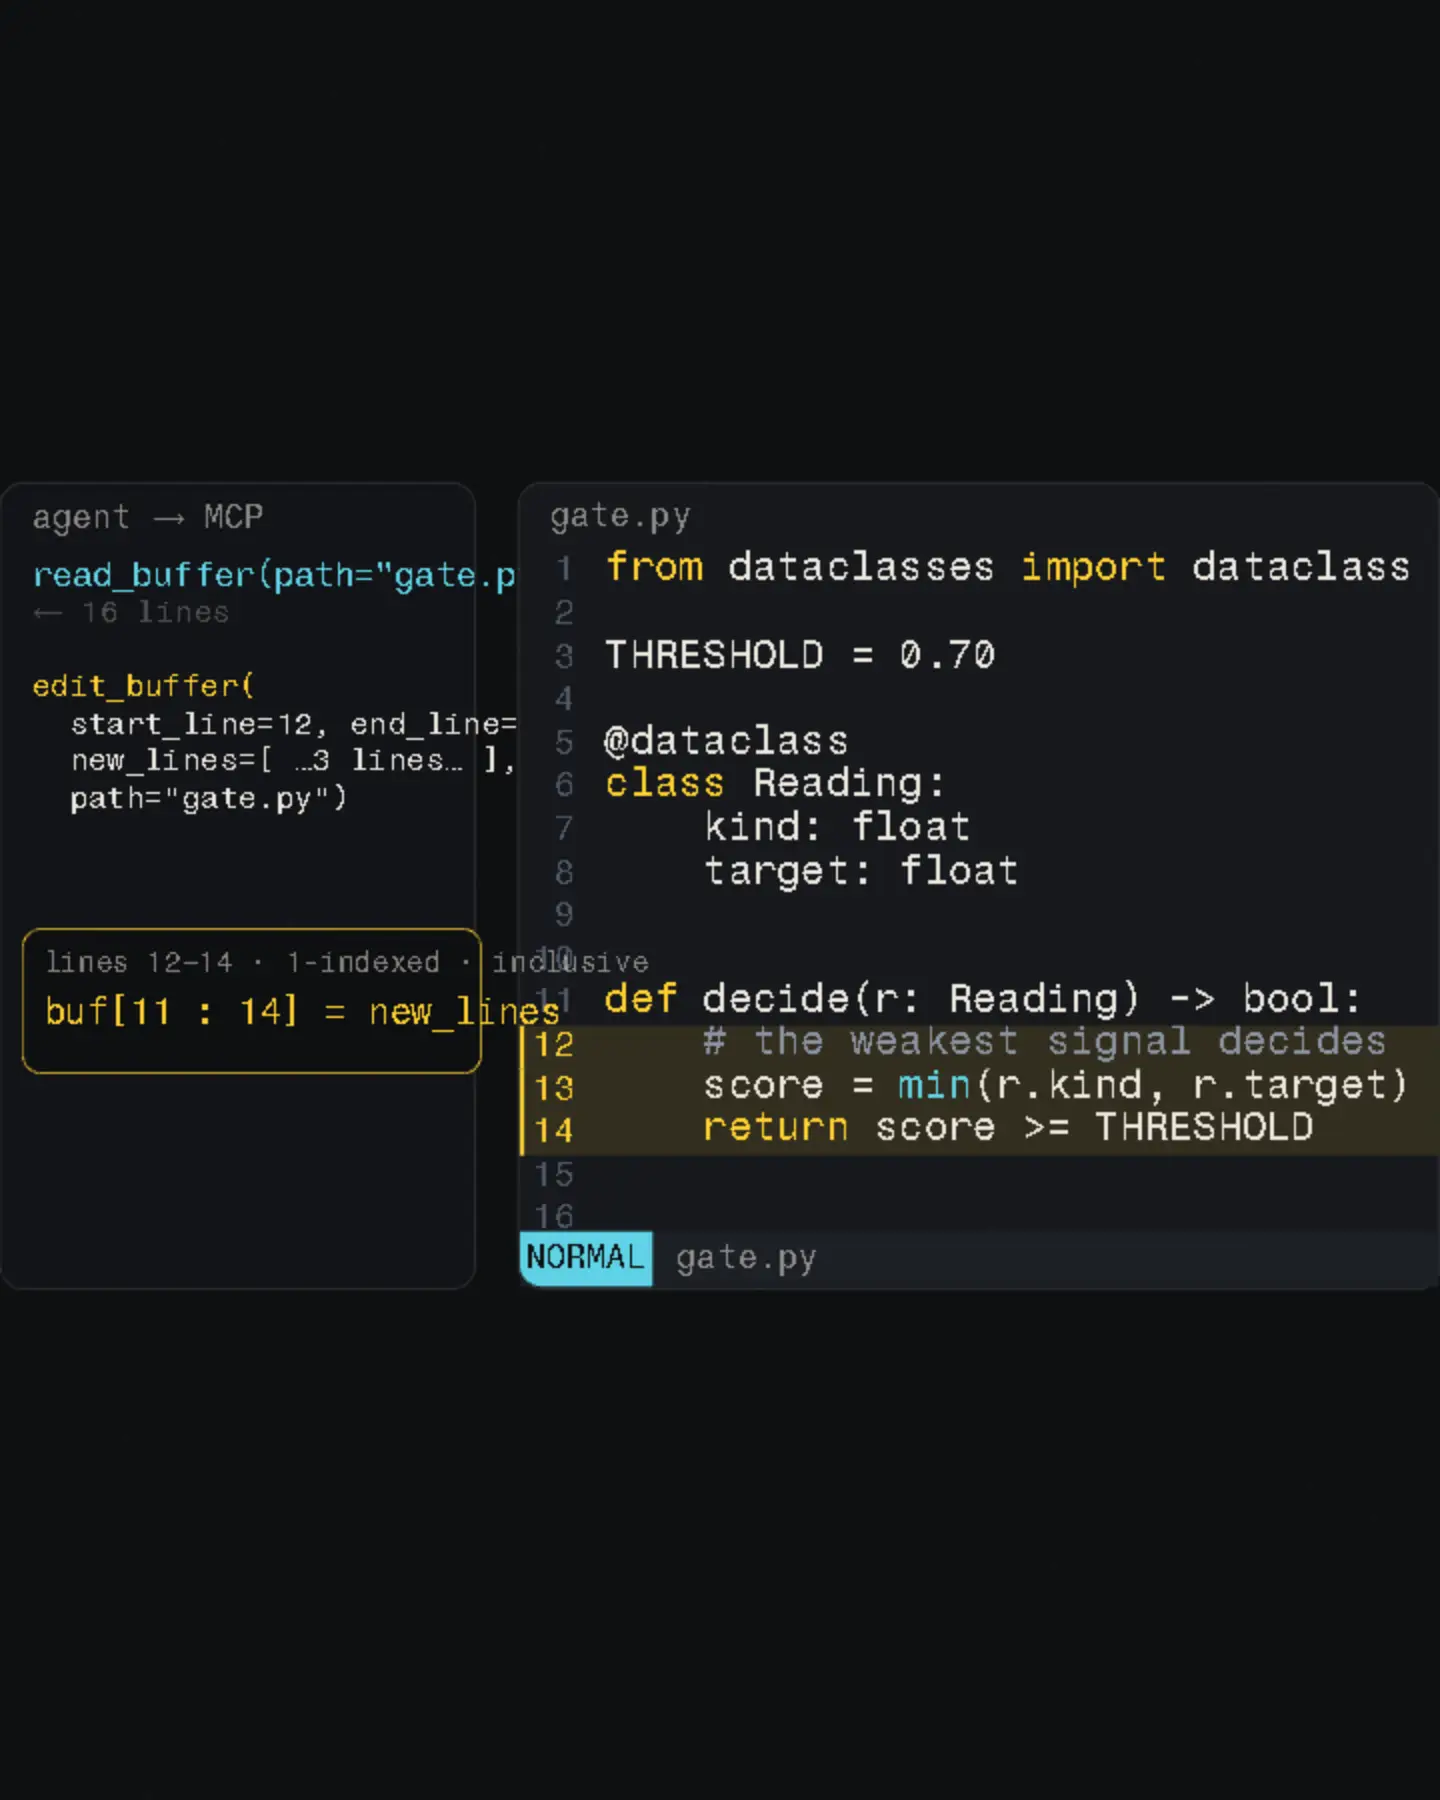 agent → MCP
read_buffer(path="gate.p
← 16 lines
edit_buffer(
start_line=12, end_line=
new_lines=[ …3 lines… ],
path="gate.py")
lines 12–14 · 1-indexed · inclusive
buf[11 : 14] = new_lines
gate.py
1 from dataclasses import dataclass
2
3 THRESHOLD = 0.70
4
5 @dataclass
6 class Reading:
7 kind: float
8 target: float
9
10
11 def decide(r: Reading) -> bool:
12 # the weakest signal decides
13 score = min(r.kind, r.target)
14 return score >= THRESHOLD
15
16
NORMAL gate.py